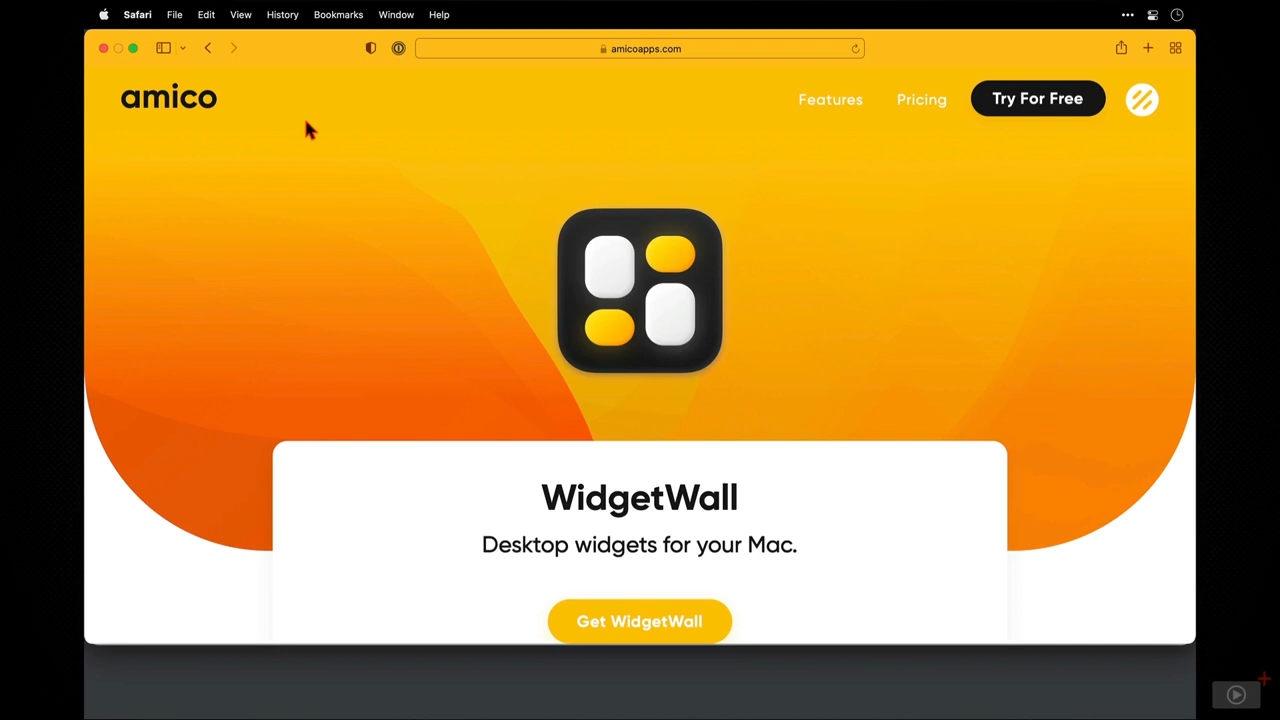 Safari File Edit View History Bookmarks Window Help
amicoapps.com
amico
Features Pricing Try For Free
WidgetWall
Desktop widgets for your Mac.
Get WidgetWall